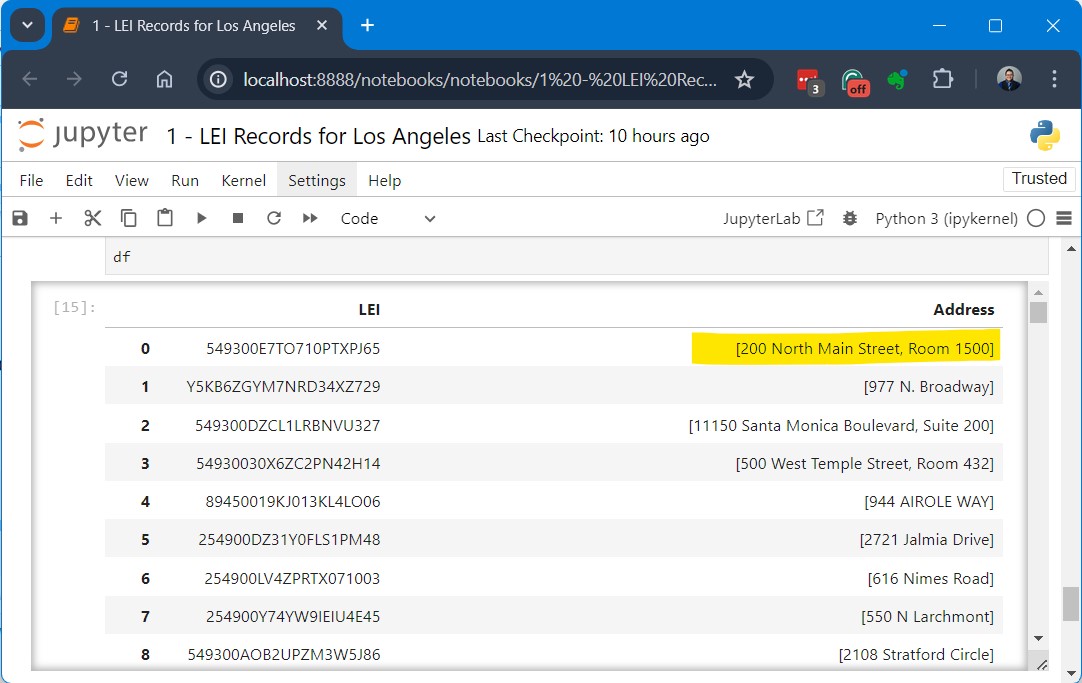 1 - LEI Records for Los Angeles
localhost:8888/notebooks/notebooks/1%20-%20LEI%20Rec...
3
off
jupyter 1 - LEI Records for Los Angeles Last Checkpoint: 10 hours ago
File Edit View Run Kernel Settings Help Trusted
Code JupyterLab Python 3 (ipykernel)
df
[15]:
LEI Address
0 549300E7TO710PTXPJ65 [200 North Main Street, Room 1500]
1 Y5KB6ZGYM7NRD34XZ729 [977 N. Broadway]
2 549300DZCL1LRBNVU327 [11150 Santa Monica Boulevard, Suite 200]
3 54930030X6ZC2PN42H14 [500 West Temple Street, Room 432]
4 89450019KJ013KL4LO06 [944 AIROLE WAY]
5 254900DZ31Y0FLS1PM48 [2721 Jalmia Drive]
6 254900LV4ZPRTX071003 [616 Nimes Road]
7 254900Y74YW9IEIU4E45 [550 N Larchmont]
8 549300AOB2UPZM3W5J86 [2108 Stratford Circle]